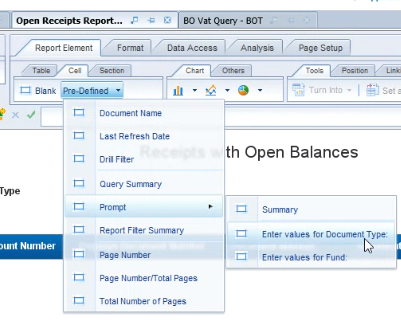 Open Receipts Report... BO Vat Query - BOT
Report Element Format Data Access Analysis Page Setup
Table Cell Section Chart Others Tools Position
Blank Pre-Defined Turn Into Set a
Document Name
Last Refresh Date
Drill Filter
Receipts with Open Balances
Query Summary
Type
Prompt
Summary
Report Filter Summary
Enter values for Document Type:
ount Number
Page Number
Enter values for Fund:
Page Number/Total Pages
Total Number of Pages